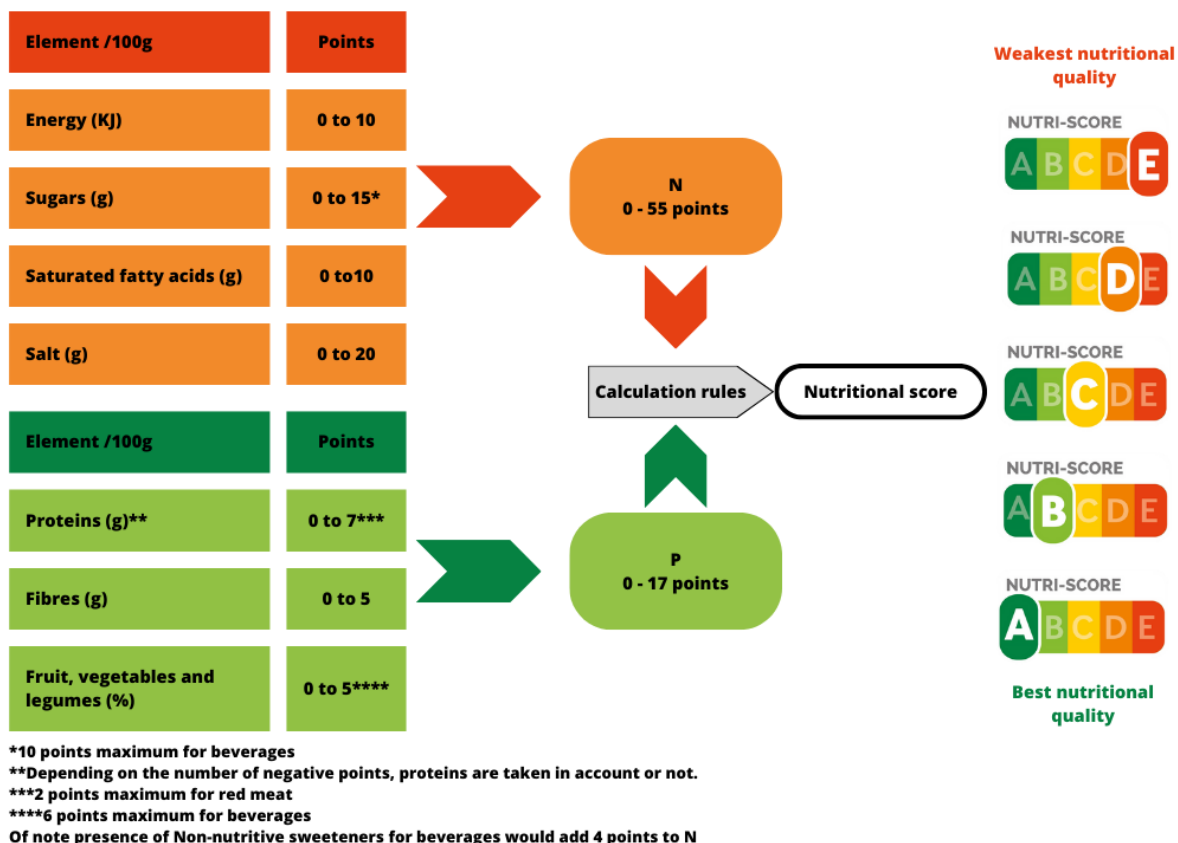 Element /100g
Points
Energy (KJ)
0 to 10
Sugars (g)
0 to 15*
Saturated fatty acids (g)
0 to10
Salt (g)
0 to 20
Element /100g
Points
Proteins (g)**
0 to 7***
Fibres (g)
0 to 5
Fruit, vegetables and
legumes (%)
0 to 5****
N
0 - 55 points
Calculation rules
Nutritional score
P
0 - 17 points
Weakest nutritional
quality
NUTRI-SCORE
A B C D E
NUTRI-SCORE
A B C D E
NUTRI-SCORE
A B C D E
NUTRI-SCORE
A B C D E
NUTRI-SCORE
A B C D E
Best nutritional
quality
*10 points maximum for beverages
**Depending on the number of negative points, proteins are taken in account or not.
***2 points maximum for red meat
****6 points maximum for beverages
Of note presence of Non-nutritive sweeteners for beverages would add 4 points to N